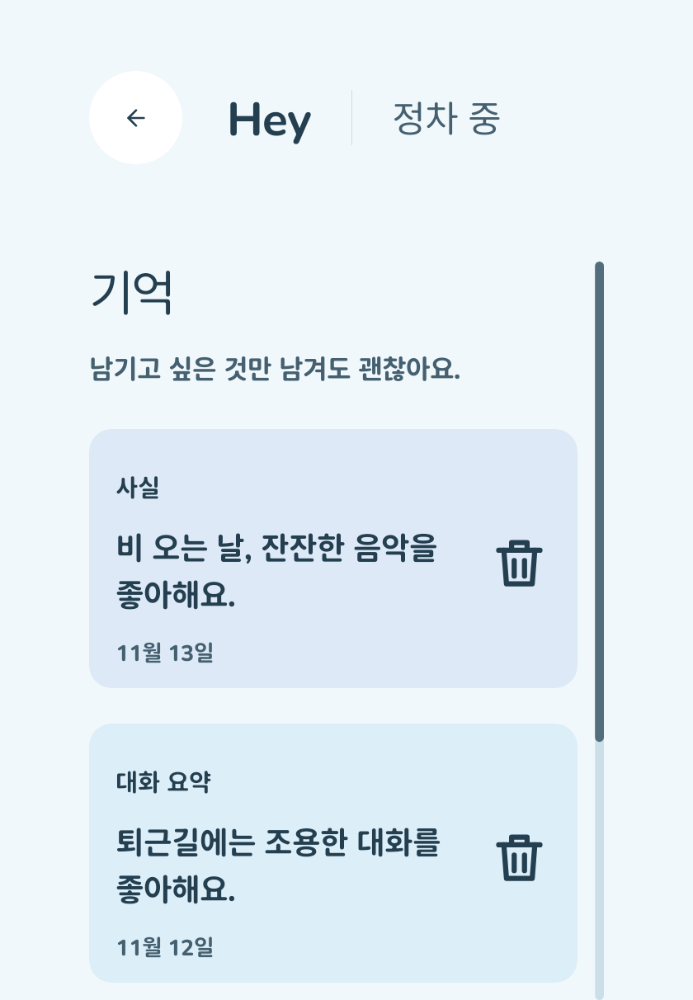 Hey
정차 중
기억
남기고 싶은 것만 남겨도 괜찮아요.
사실
비 오는 날, 잔잔한 음악을
좋아해요.
11월 13일
대화 요약
퇴근길에는 조용한 대화를
좋아해요.
11월 12일